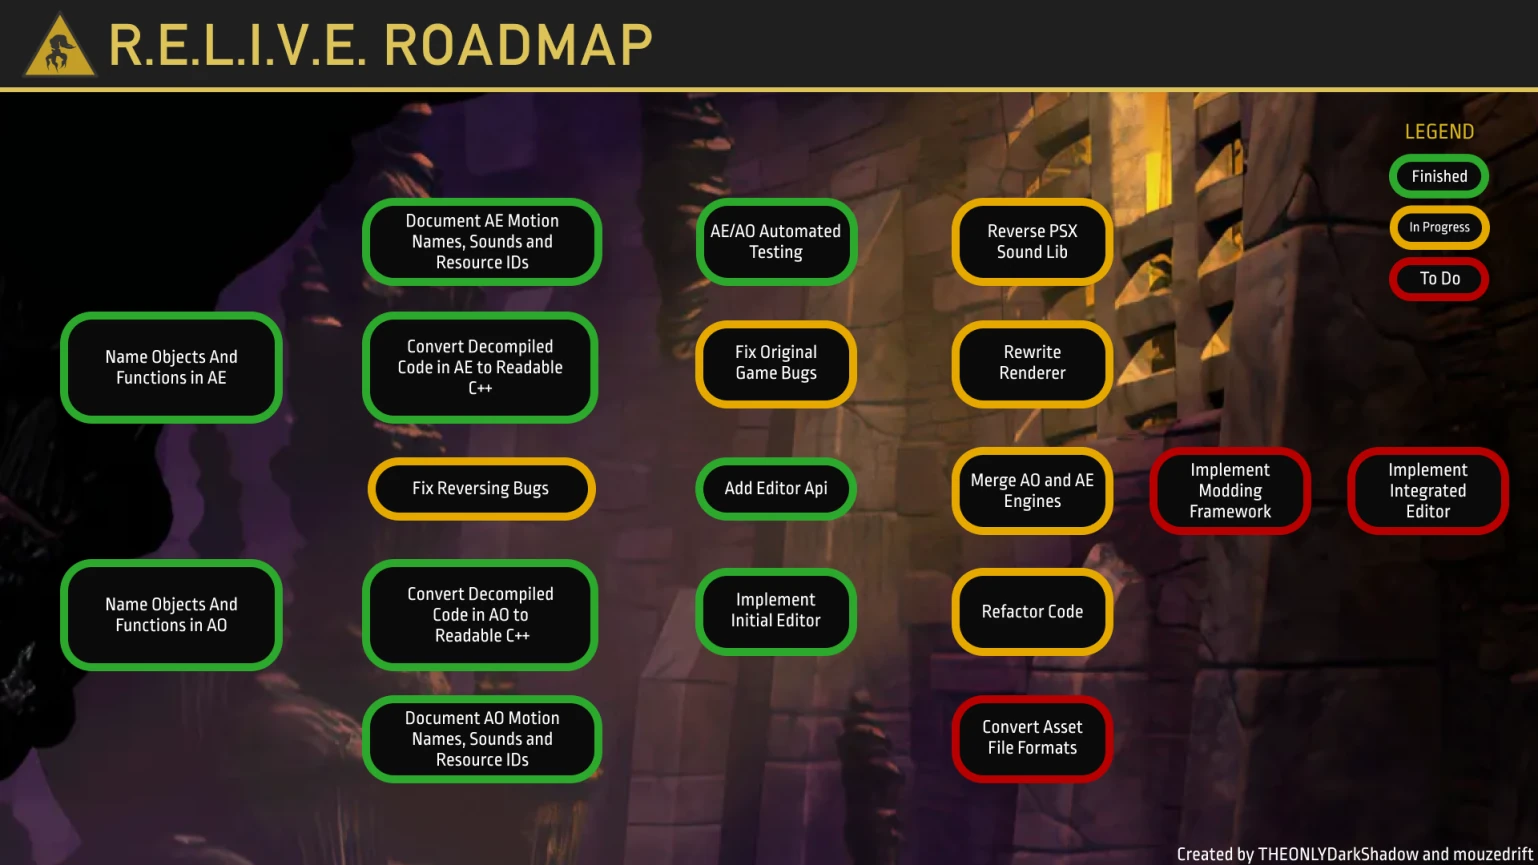 R.E.L.I.V.E. ROADMAP
LEGEND
Finished
In Progress
To Do
Name Objects And
Functions in AE
Name Objects And
Functions in AO
Document AE Motion
Names, Sounds and
Resource IDs
Convert Decompiled
Code in AE to Readable
C++
Fix Reversing Bugs
Convert Decompiled
Code in AO to
Readable C++
Document AO Motion
Names, Sounds and
Resource IDs
AE/AO Automated
Testing
Fix Original
Game Bugs
Add Editor Api
Implement
Initial Editor
Reverse PSX
Sound Lib
Rewrite
Renderer
Merge AO and AE
Engines
Refactor Code
Convert Asset
File Formats
Implement
Modding
Framework
Implement
Integrated
Editor
Created by THEONLYDarkShadow and mouzedrift